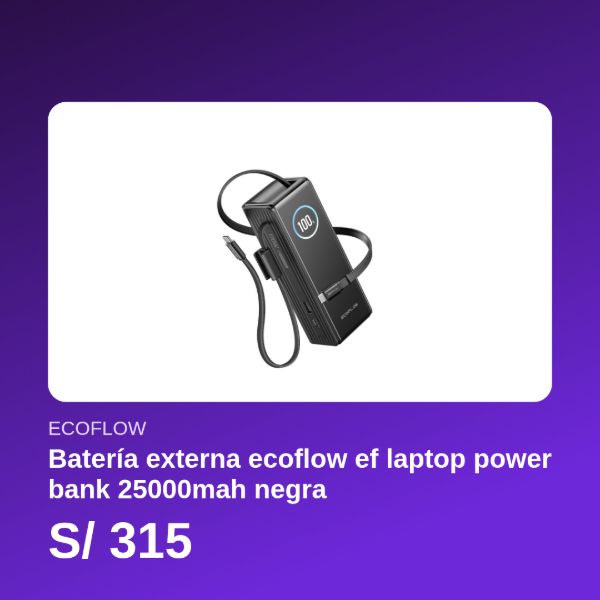 100
ECOFLOW
ECOFLOW
Batería externa ecoflow ef laptop power
bank 25000mah negra
S/ 315